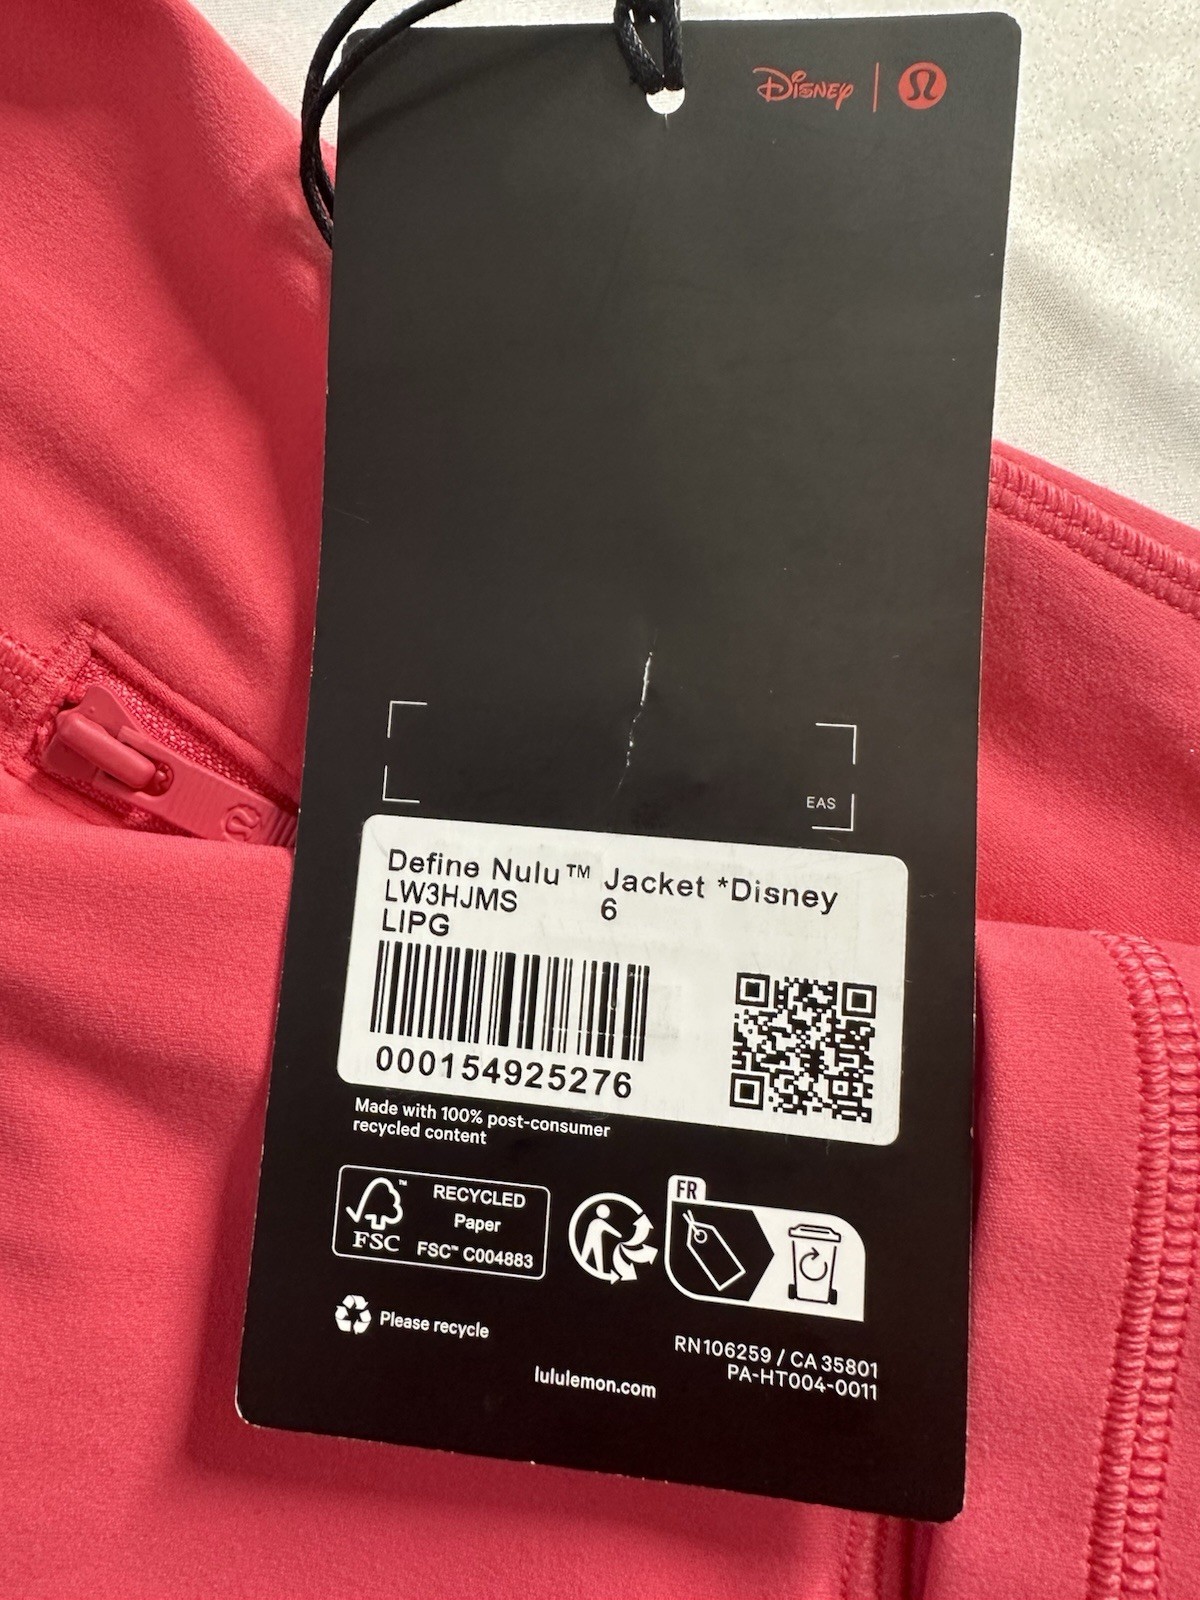 Disney
EAS
Define Nulu™ Jacket *Disney
LW3HJMS 6
LIPG
000154925276
Made with 100% post-consumer
recycled content
FSC™
RECYCLED
Paper
FSC™ C004883
FR
Please recycle
RN106259 / CA 35801
PA-HT004-0011
lululemon.com